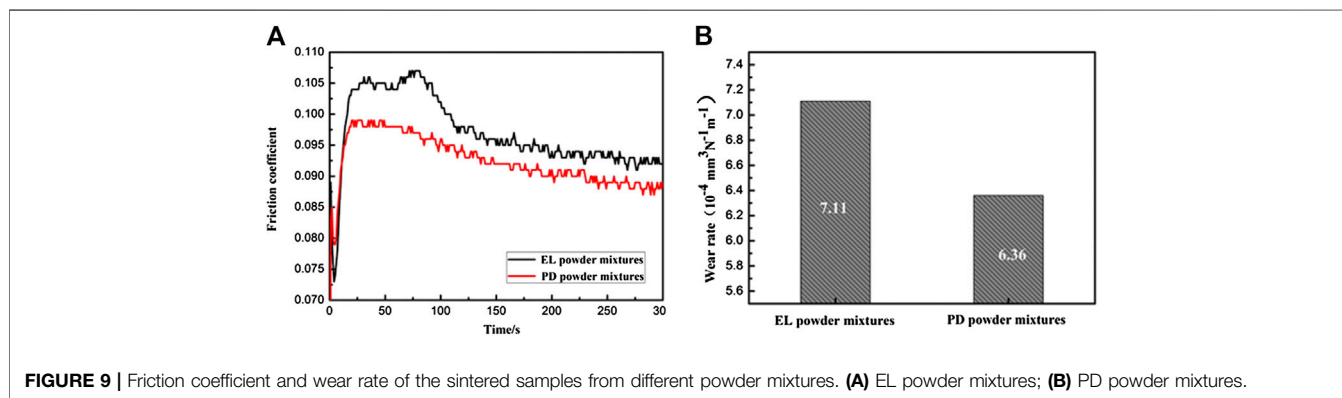 A
0.110
0.105
0.100
0.095
0.090
0.085
0.080
0.075
0.070
Friction coefficient
EL powder mixtures
PD powder mixtures
0 50 100 150 200 250 30
Time/s
B
7.4
7.2
7.0
6.8
6.6
6.4
6.2
6.0
5.8
5.6
Wear rate (10⁻⁴ mm³N⁻¹m⁻¹)
7.11
6.36
EL powder mixtures PD powder mixtures
FIGURE 9 | Friction coefficient and wear rate of the sintered samples from different powder mixtures. (A) EL powder mixtures; (B) PD powder mixtures.